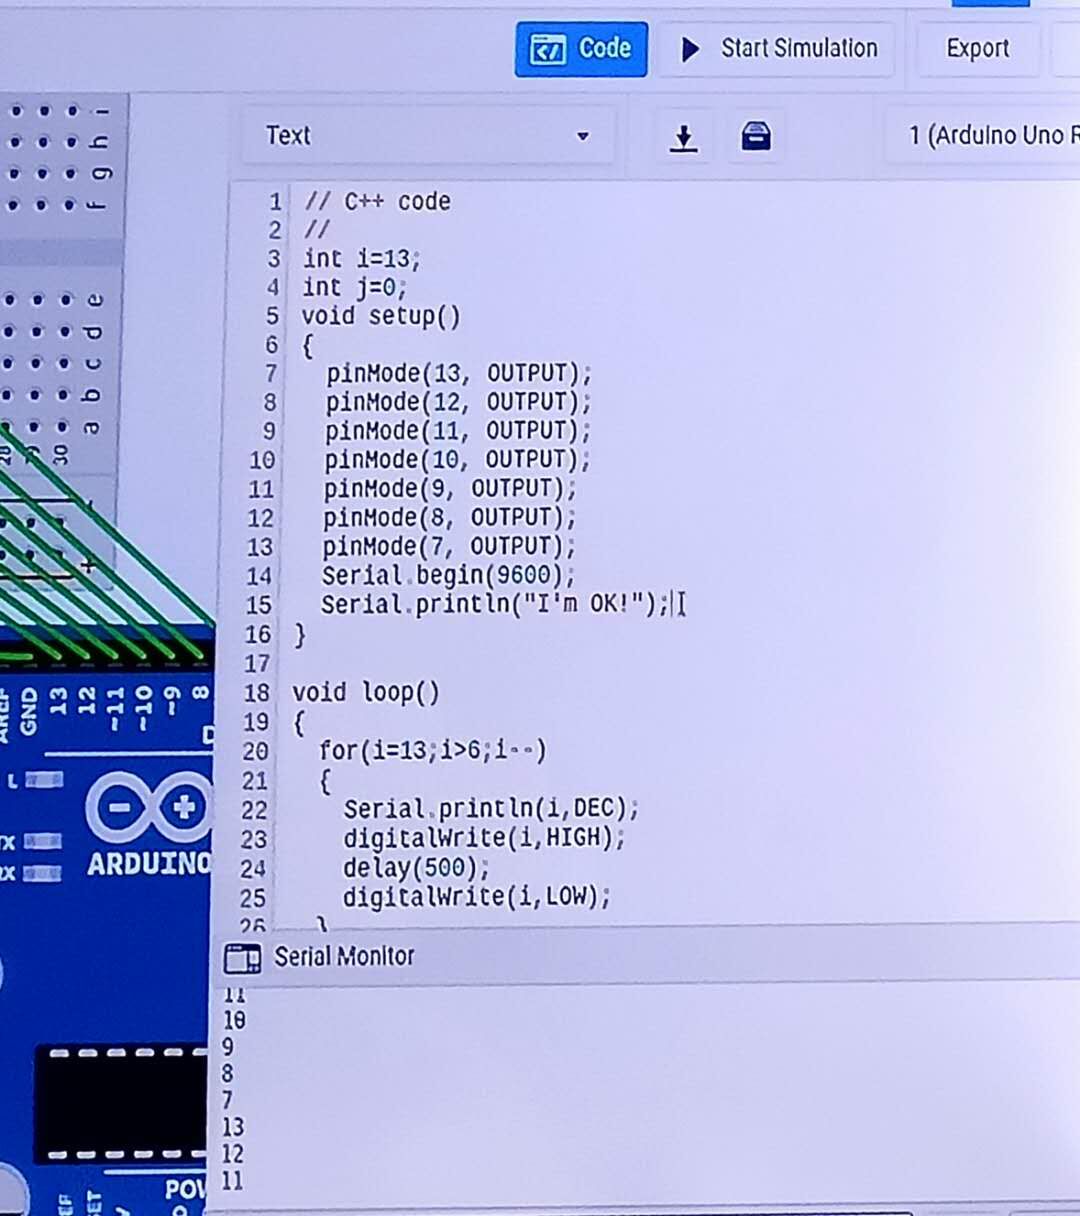 Code
Start Simulation
Export
Text
1 (Arduino Uno R
1 // C++ code
2 //
3 int i=13;
4 int j=0;
5 void setup()
6 {
7 pinMode(13, OUTPUT);
8 pinMode(12, OUTPUT);
9 pinMode(11, OUTPUT);
10 pinMode(10, OUTPUT);
11 pinMode(9, OUTPUT);
12 pinMode(8, OUTPUT);
13 pinMode(7, OUTPUT);
14 Serial.begin(9600);
15 Serial.println("I'm OK!");
16 }
17
18 void loop()
19 {
20 for(i=13;i>6;i--)
21 {
22 Serial.println(i,DEC);
23 digitalWrite(i,HIGH);
24 delay(500);
25 digitalWrite(i,LOW);
26 }
Serial Monitor
11
10
9
8
7
13
12
11
i
h
g
f
e
d
c
b
a
30
AREF
GND
13
12
~11
~10
~9
8
D
L
TX
RX
ARDUINO
POW